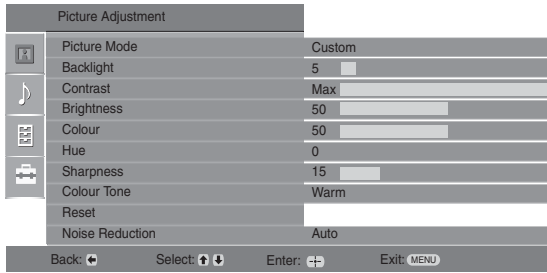 Picture Adjustment
Picture Mode Custom
Backlight 5
Contrast Max
Brightness 50
Colour 50
Hue 0
Sharpness 15
Colour Tone Warm
Reset
Noise Reduction Auto
Back: Select: Enter: Exit: MENU